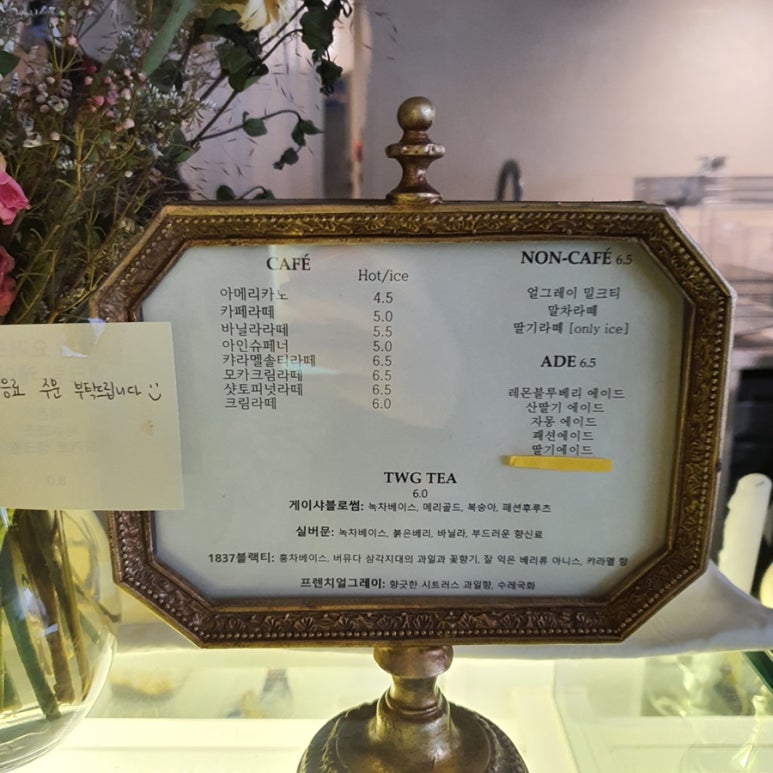 CAFÉ
Hot/ice
아메리카노 4.5
카페라떼 5.0
바닐라라떼 5.5
아인슈페너 5.0
캬라멜솔티라떼 6.5
모카크림라떼 6.5
샷토피넛라떼 6.5
크림라떼 6.0
NON-CAFÉ 6.5
얼그레이 밀크티
말차라떼
딸기라떼 [only ice]
ADE 6.5
레몬블루베리 에이드
산딸기 에이드
자몽 에이드
패션에이드
딸기에이드
TWG TEA
6.0
게이샤블로썸: 녹차베이스, 메리골드, 복숭아, 패션후루츠
실버문: 녹차베이스, 붉은베리, 바닐라, 부드러운 향신료
1837블랙티: 홍차베이스, 버뮤다 삼각지대의 과일과 꽃향기, 잘 익은 베리류 아니스, 캬라멜 향
프렌치얼그레이: 향긋한 시트러스 과일향, 수레국화
음료 주문 부탁드립니다